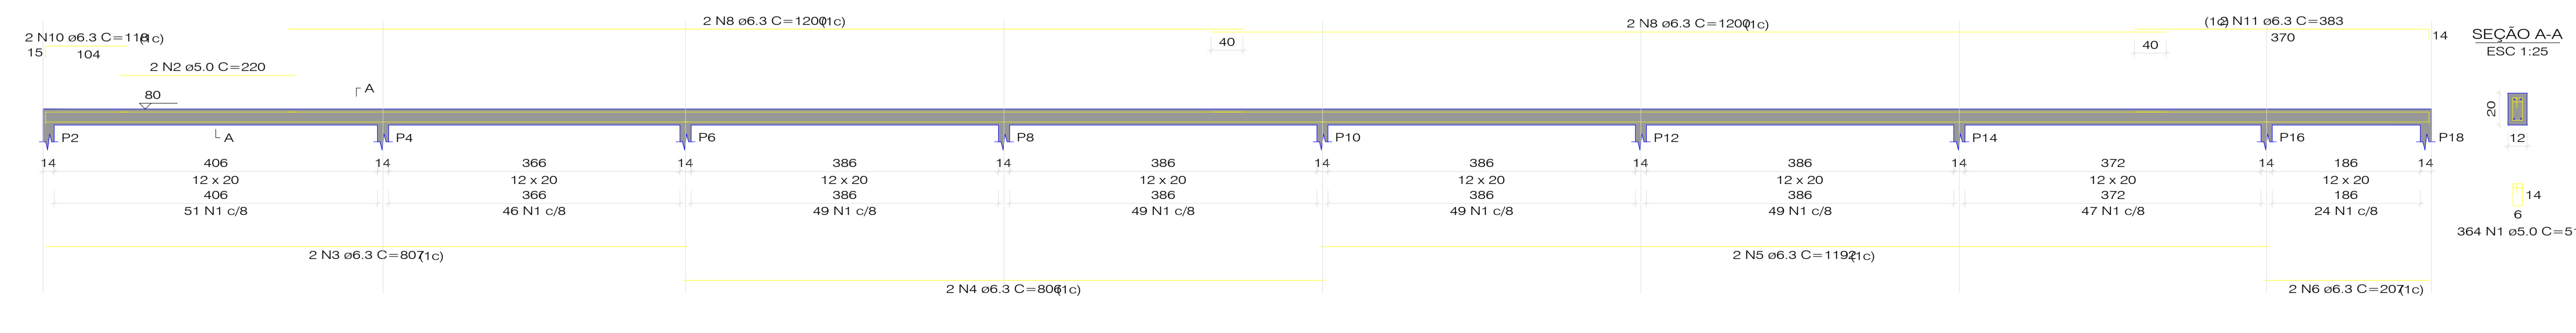 2 N8 ø6.3 C=1200 (1c)
2 N8 ø6.3 C=1200 (1c)
(1c) 2 N11 ø6.3 C=383
2 N10 ø6.3 C=118 (1c)
15
104
40
40
370
14
SEÇÃO A-A
ESC 1:25
2 N2 ø5.0 C=220
80
A
A
P2
P4
P6
P8
P10
P12
P14
P16
P18
20
12
14 406 14 366 14 386 14 386 14 386 14 386 14 372 14 186 14
12 x 20 12 x 20 12 x 20 12 x 20 12 x 20 12 x 20 12 x 20 12 x 20
406 366 386 386 386 386 372 186
51 N1 c/8 46 N1 c/8 49 N1 c/8 49 N1 c/8 49 N1 c/8 49 N1 c/8 47 N1 c/8 24 N1 c/8
14
6
364 N1 ø5.0 C=51
2 N3 ø6.3 C=807 (1c)
2 N5 ø6.3 C=1192 (1c)
2 N4 ø6.3 C=806 (1c)
2 N6 ø6.3 C=207 (1c)